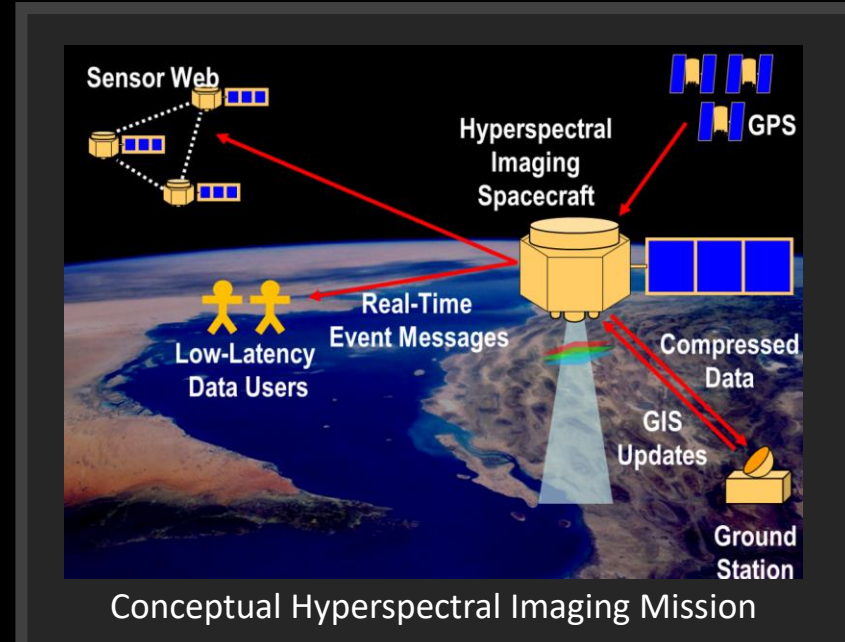 Sensor Web
GPS
Hyperspectral
Imaging
Spacecraft
Real-Time
Event Messages
Low-Latency
Data Users
Compressed
Data
GIS
Updates
Ground
Station
Conceptual Hyperspectral Imaging Mission